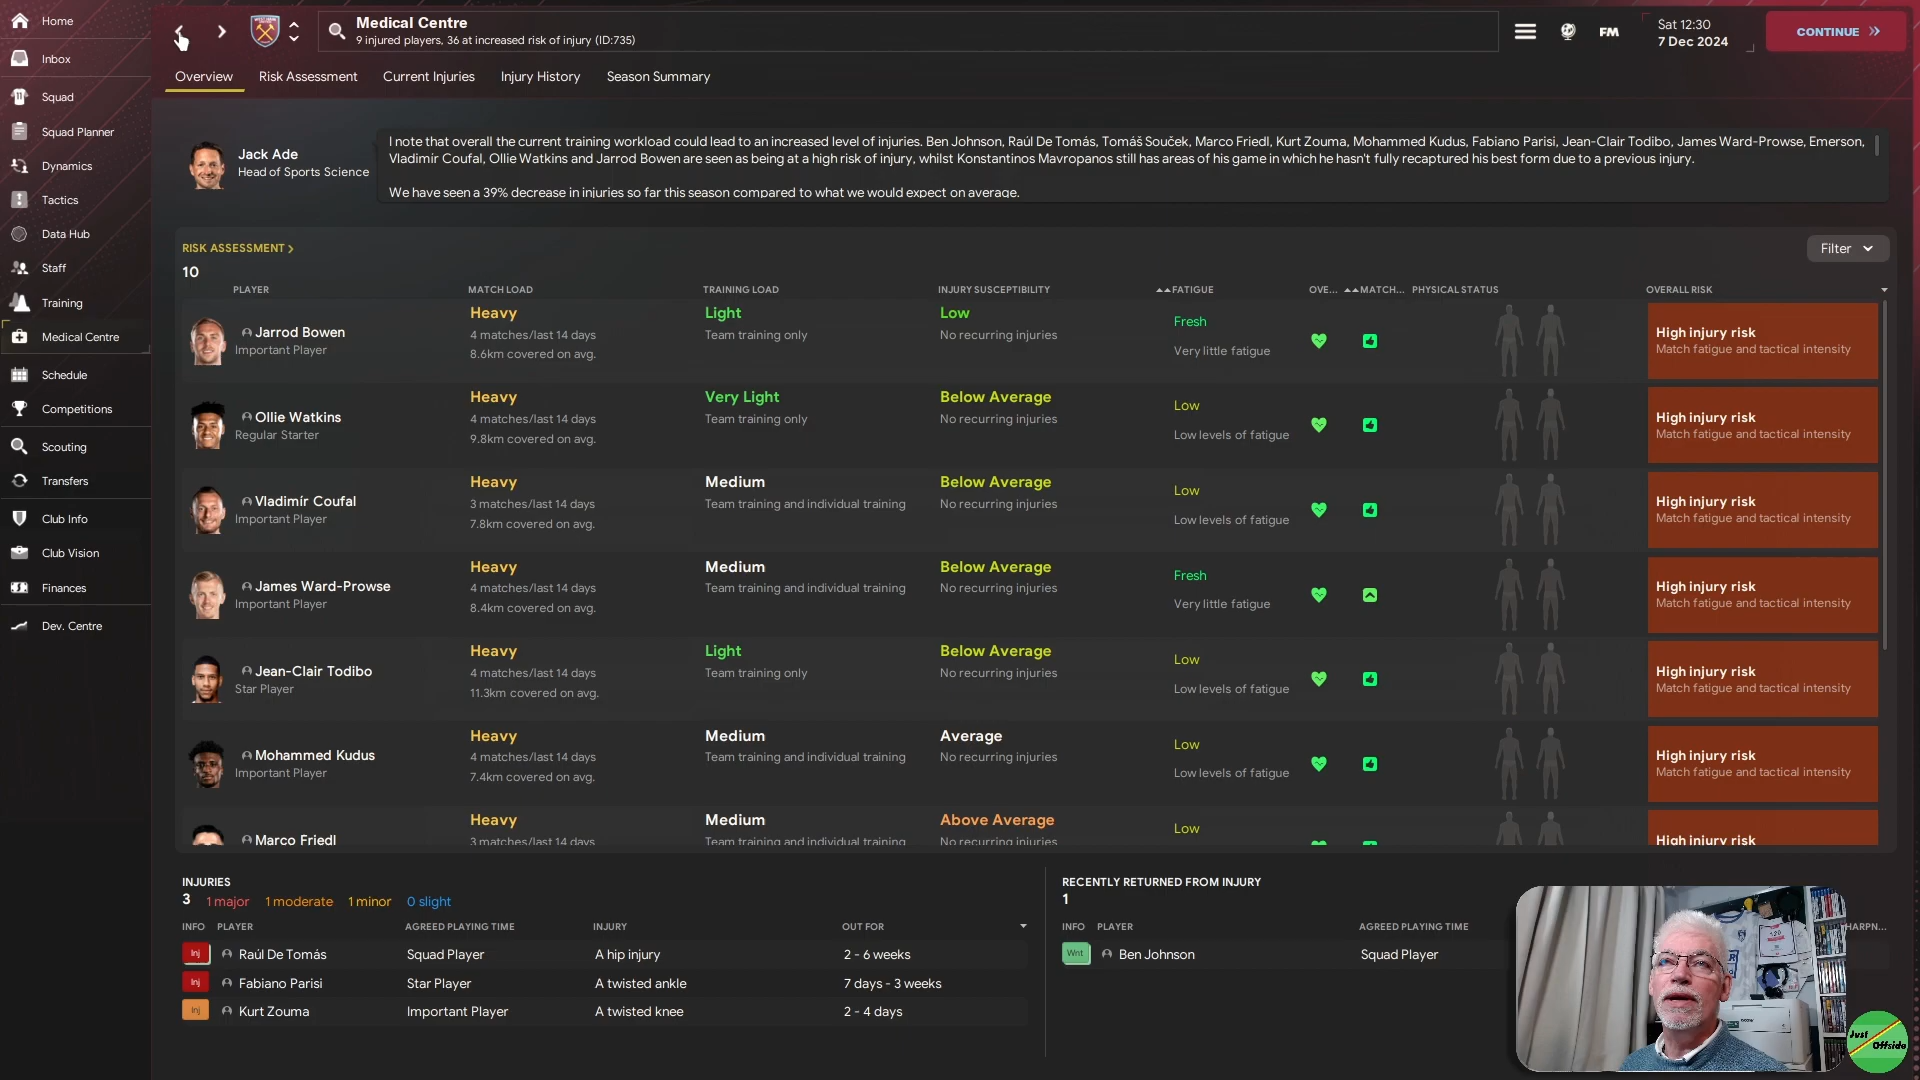 Home
Inbox
Squad
Squad Planner
Dynamics
Tactics
Data Hub
Staff
Training
Medical Centre
Schedule
Competitions
Scouting
Transfers
Club Info
Club Vision
Finances
Dev. Centre
Medical Centre
9 injured players, 36 at increased risk of injury (ID:735)
FM
Sat 12:30
7 Dec 2024
CONTINUE
Overview Risk Assessment Current Injuries Injury History Season Summary
Jack Ade
Head of Sports Science
I note that overall the current training workload could lead to an increased level of injuries. Ben Johnson, Raúl De Tomás, Tomáš Souček, Marco Friedl, Kurt Zouma, Mohammed Kudus, Fabiano Parisi, Jean-Clair Todibo, James Ward-Prowse, Emerson,
Vladimír Coufal, Ollie Watkins and Jarrod Bowen are seen as being at a high risk of injury, whilst Konstantinos Mavropanos still has areas of his game in which he hasn't fully recaptured his best form due to a previous injury.
We have seen a 39% decrease in injuries so far this season compared to what we would expect on average.
RISK ASSESSMENT >
10
Filter
PLAYER MATCH LOAD TRAINING LOAD INJURY SUSCEPTIBILITY FATIGUE OVE... MATCH... PHYSICAL STATUS OVERALL RISK
Jarrod Bowen
Important Player
Heavy
4 matches/last 14 days
8.6km covered on avg.
Light
Team training only
Low
No recurring injuries
Fresh
Very little fatigue
High injury risk
Match fatigue and tactical intensity
Ollie Watkins
Regular Starter
Heavy
4 matches/last 14 days
9.8km covered on avg.
Very Light
Team training only
Below Average
No recurring injuries
Low
Low levels of fatigue
High injury risk
Match fatigue and tactical intensity
Vladimír Coufal
Important Player
Heavy
3 matches/last 14 days
7.8km covered on avg.
Medium
Team training and individual training
Below Average
No recurring injuries
Low
Low levels of fatigue
High injury risk
Match fatigue and tactical intensity
James Ward-Prowse
Important Player
Heavy
4 matches/last 14 days
8.4km covered on avg.
Medium
Team training and individual training
Below Average
No recurring injuries
Fresh
Very little fatigue
High injury risk
Match fatigue and tactical intensity
Jean-Clair Todibo
Star Player
Heavy
4 matches/last 14 days
11.3km covered on avg.
Light
Team training only
Below Average
No recurring injuries
Low
Low levels of fatigue
High injury risk
Match fatigue and tactical intensity
Mohammed Kudus
Important Player
Heavy
4 matches/last 14 days
7.4km covered on avg.
Medium
Team training and individual training
Average
No recurring injuries
Low
Low levels of fatigue
High injury risk
Match fatigue and tactical intensity
Marco Friedl
Heavy
3 matches/last 14 days
Medium
Team training and individual training
Above Average
No recurring injuries
Low
High injury risk
INJURIES
3 1 major 1 moderate 1 minor 0 slight
INFO PLAYER AGREED PLAYING TIME INJURY OUT FOR
Inj Raúl De Tomás Squad Player A hip injury 2 - 6 weeks
Inj Fabiano Parisi Star Player A twisted ankle 7 days - 3 weeks
Inj Kurt Zouma Important Player A twisted knee 2 - 4 days
RECENTLY RETURNED FROM INJURY
1
INFO PLAYER AGREED PLAYING TIME HARPN...
Wnt Ben Johnson Squad Player
Just
Offside